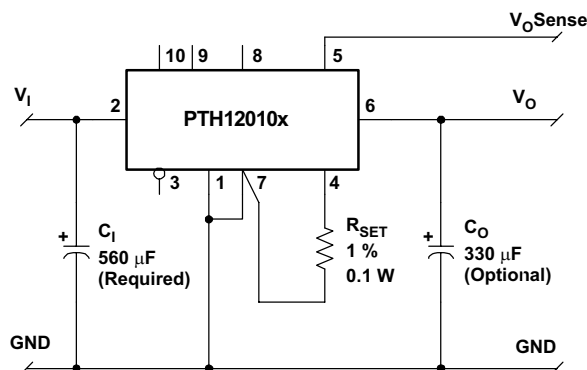 VOSense
10 9 8 5
VI
2
PTH12010x
6
VO
3 1 7 4
CI
560 μF
(Required)
+
RSET
1 %
0.1 W
+
CO
330 μF
(Optional)
GND
GND